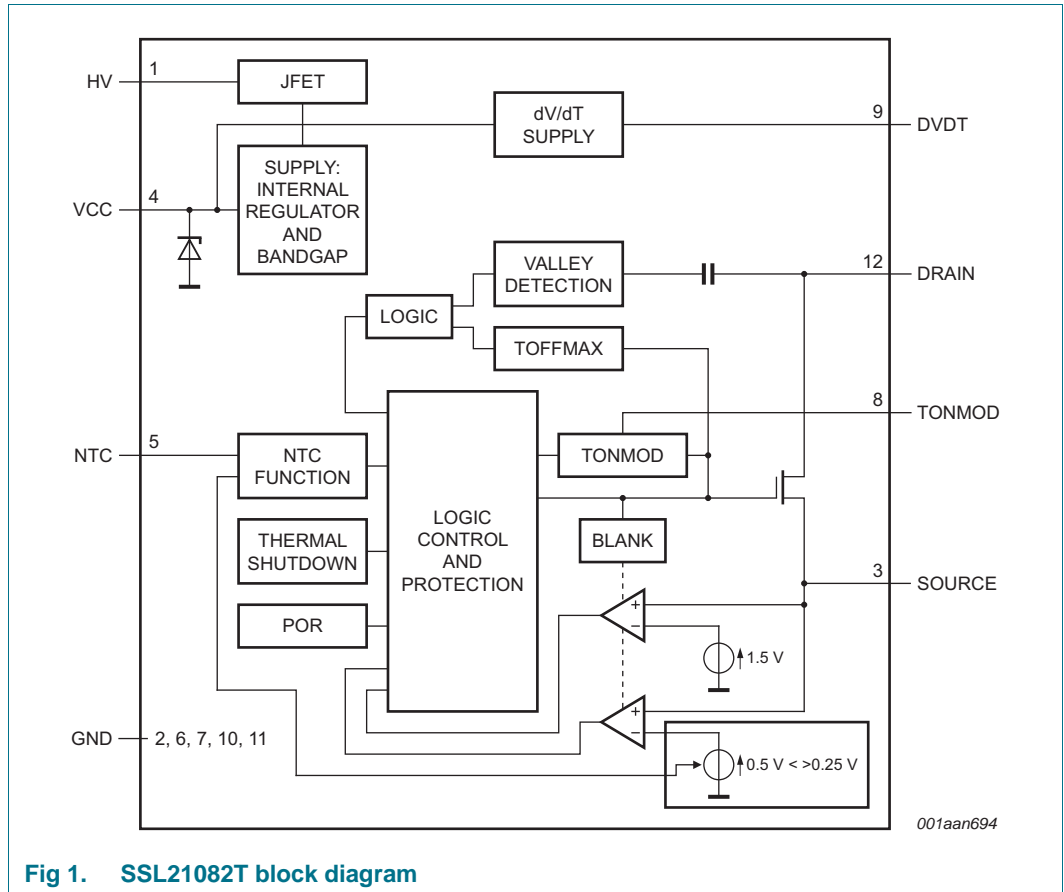 HV
1
JFET
dV/dT
SUPPLY
9
DVDT
SUPPLY:
INTERNAL
REGULATOR
AND
BANDGAP
VCC
4
VALLEY
DETECTION
12
DRAIN
LOGIC
TOFFMAX
8
TONMOD
NTC
5
NTC
FUNCTION
TONMOD
LOGIC
CONTROL
AND
PROTECTION
THERMAL
SHUTDOWN
BLANK
3
SOURCE
POR
+
−
1.5 V
+
−
GND
2, 6, 7, 10, 11
0.5 V < >0.25 V
001aan694
Fig 1. SSL21082T block diagram